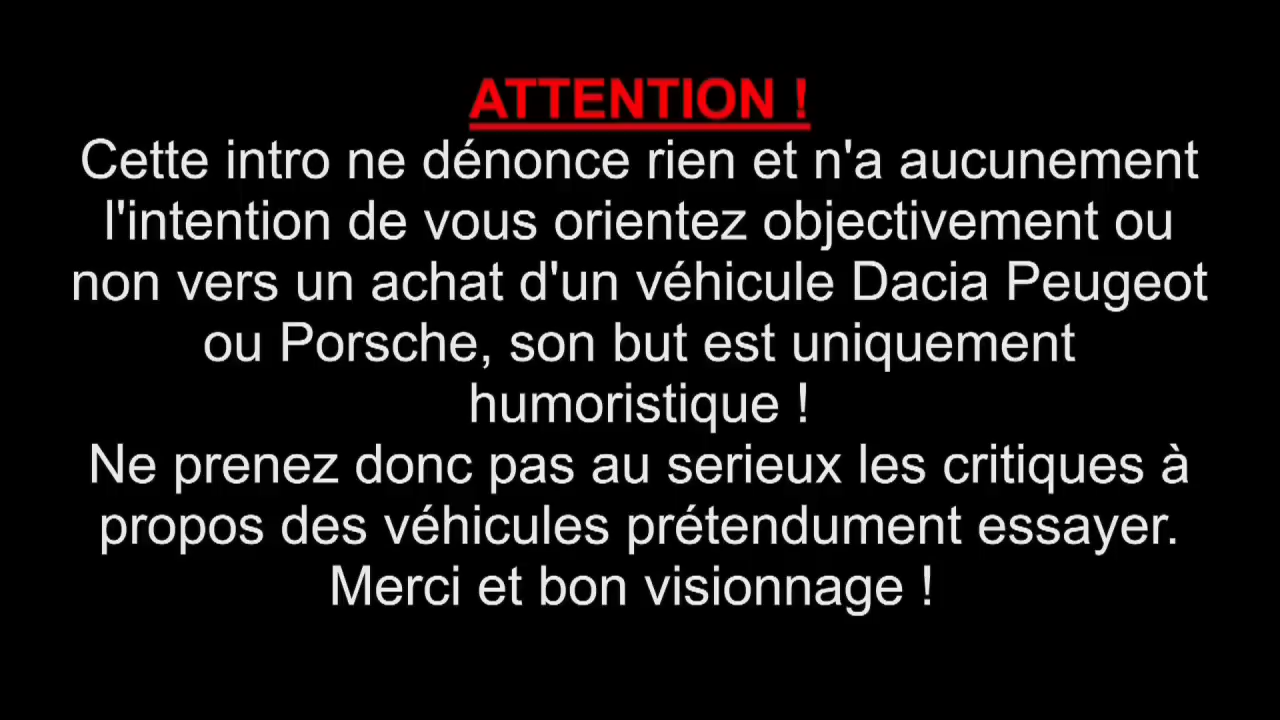 ATTENTION !
Cette intro ne dénonce rien et n'a aucunement
l'intention de vous orientez objectivement ou
non vers un achat d'un véhicule Dacia Peugeot
ou Porsche, son but est uniquement
humoristique !
Ne prenez donc pas au serieux les critiques à
propos des véhicules prétendument essayer.
Merci et bon visionnage !